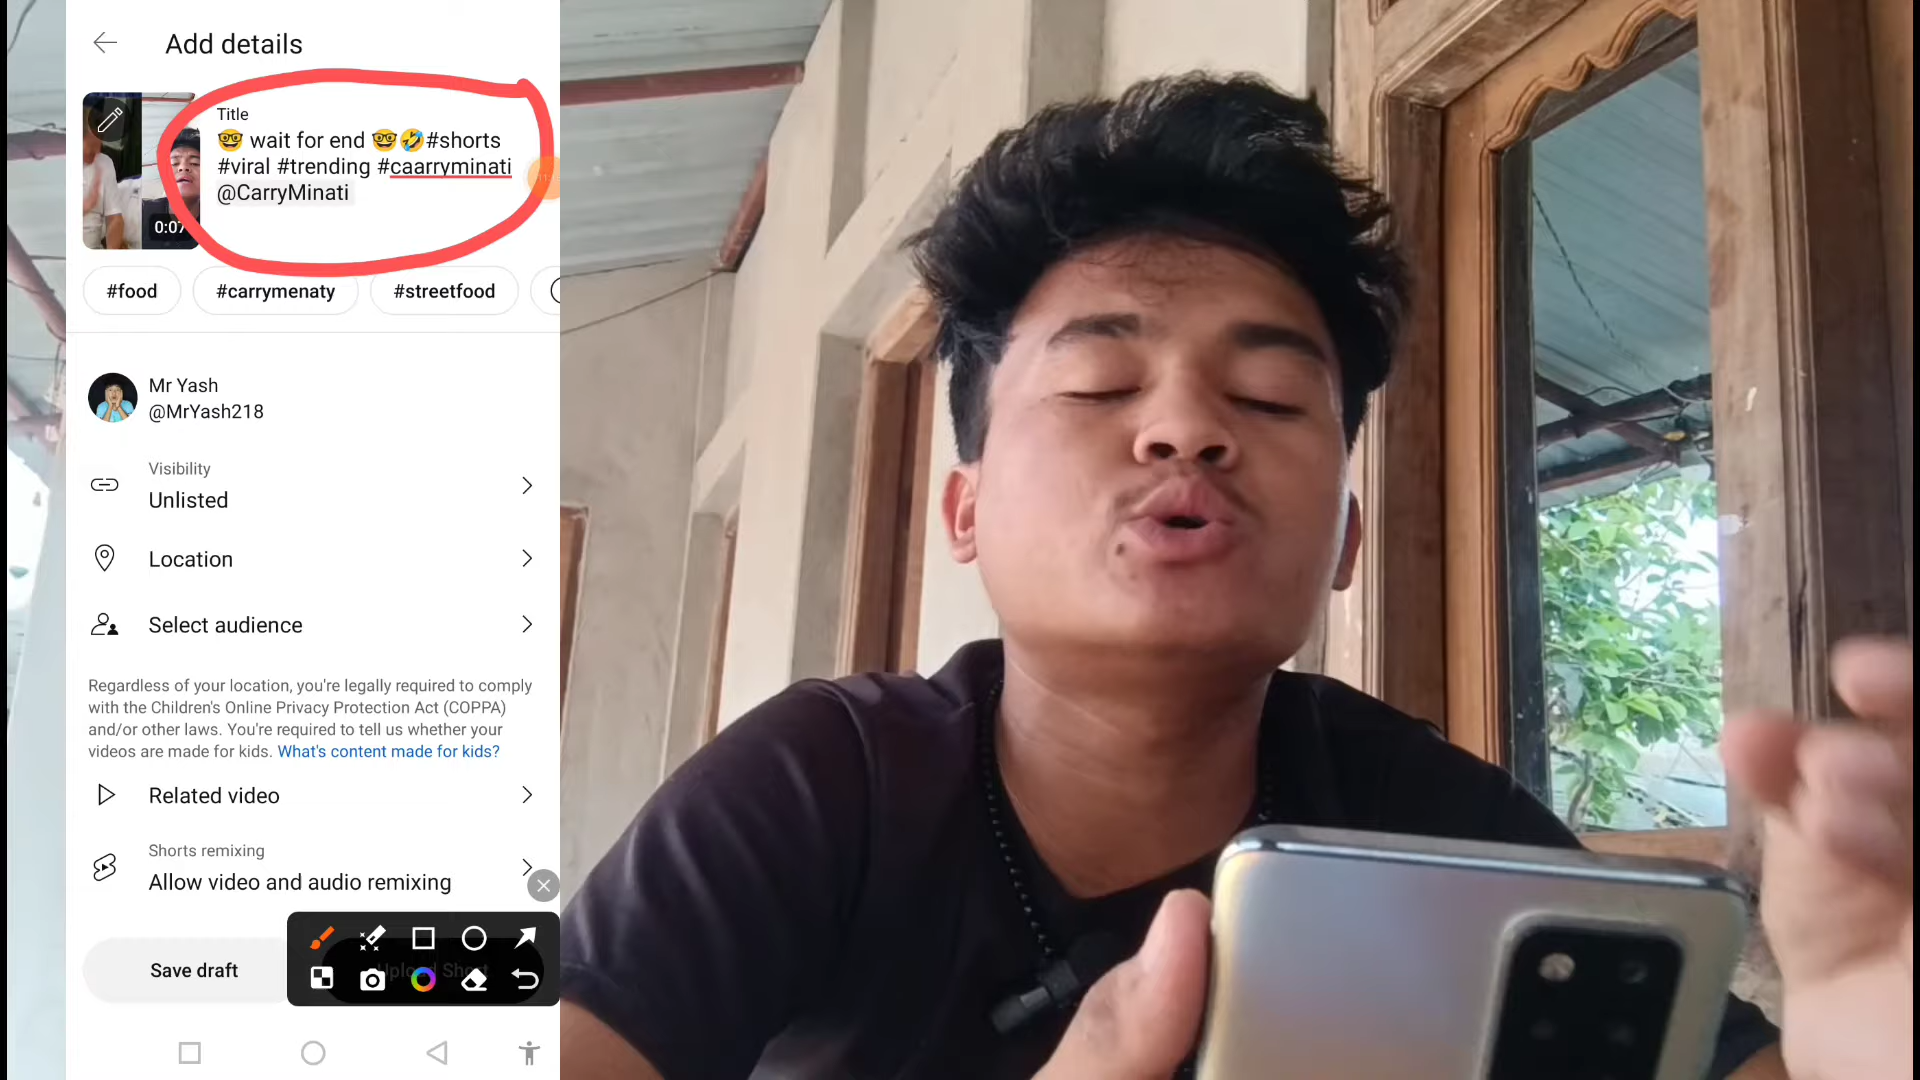 Add details
Title
🤓 wait for end 🤓🤣#shorts
#viral #trending #caarryminati
@CarryMinati
0:07
#food
#carrymenaty
#streetfood
Mr Yash
@MrYash218
Visibility
Unlisted
Location
Select audience
Regardless of your location, you're legally required to comply
with the Children's Online Privacy Protection Act (COPPA)
and/or other laws. You're required to tell us whether your
videos are made for kids. What's content made for kids?
Related video
Shorts remixing
Allow video and audio remixing
Save draft